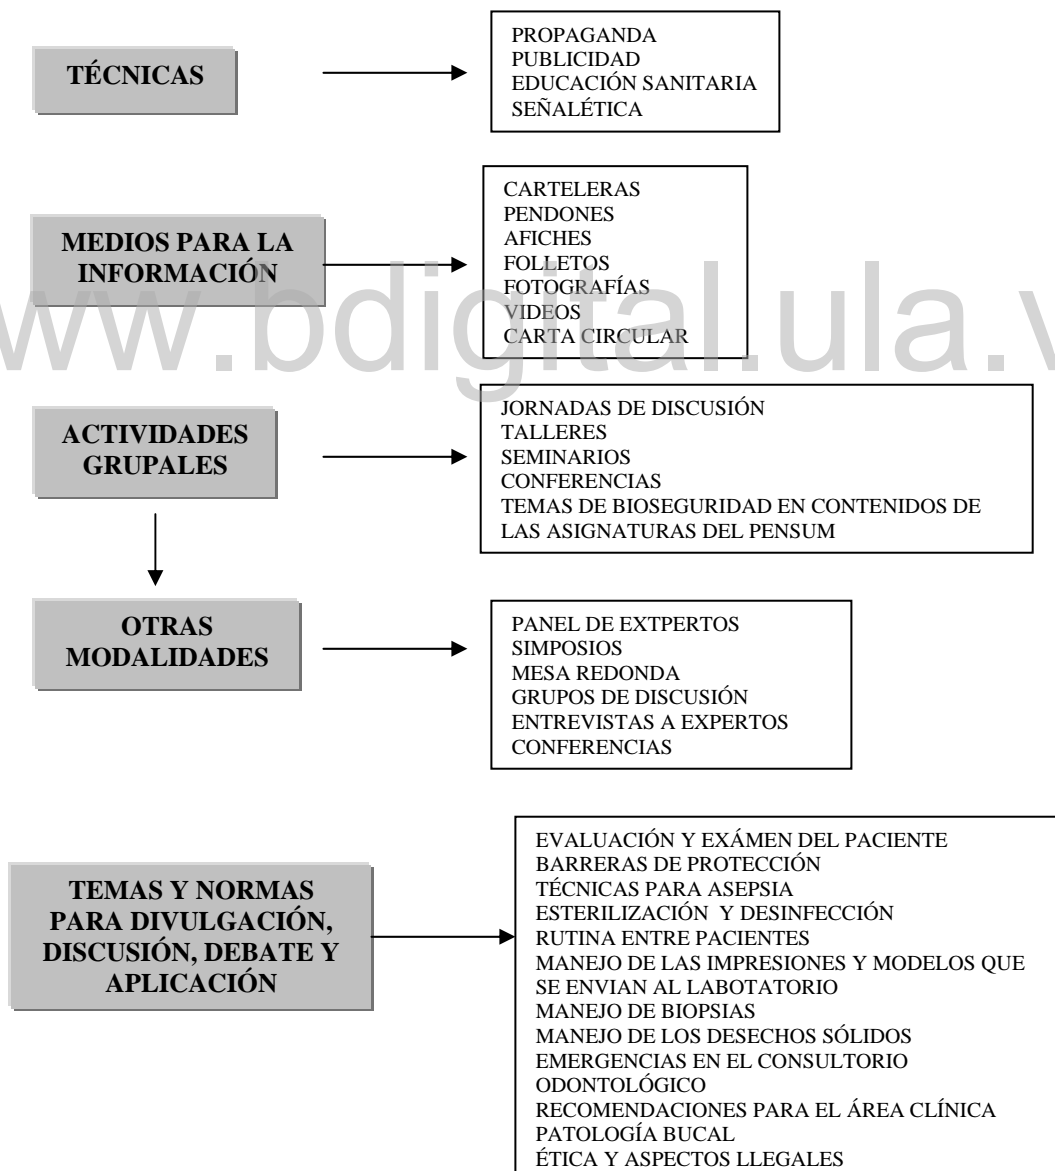 TÉCNICAS
PROPAGANDA
PUBLICIDAD
EDUCACIÓN SANITARIA
SEÑALÉTICA
MEDIOS PARA LA
INFORMACIÓN
CARTELERAS
PENDONES
AFICHES
FOLLETOS
FOTOGRAFÍAS
VIDEOS
CARTA CIRCULAR
www.bdigital.ula.v
ACTIVIDADES
GRUPALES
JORNADAS DE DISCUSIÓN
TALLERES
SEMINARIOS
CONFERENCIAS
TEMAS DE BIOSEGURIDAD EN CONTENIDOS DE
LAS ASIGNATURAS DEL PENSUM
OTRAS
MODALIDADES
PANEL DE EXTPERTOS
SIMPOSIOS
MESA REDONDA
GRUPOS DE DISCUSIÓN
ENTREVISTAS A EXPERTOS
CONFERENCIAS
TEMAS Y NORMAS
PARA DIVULGACIÓN,
DISCUSIÓN, DEBATE Y
APLICACIÓN
EVALUACIÓN Y EXÁMEN DEL PACIENTE
BARRERAS DE PROTECCIÓN
TÉCNICAS PARA ASEPSIA
ESTERILIZACIÓN Y DESINFECCIÓN
RUTINA ENTRE PACIENTES
MANEJO DE LAS IMPRESIONES Y MODELOS QUE
SE ENVIAN AL LABOTATORIO
MANEJO DE BIOPSIAS
MANEJO DE LOS DESECHOS SÓLIDOS
EMERGENCIAS EN EL CONSULTORIO
ODONTOLÓGICO
RECOMENDACIONES PARA EL ÁREA CLÍNICA
PATOLOGÍA BUCAL
ÉTICA Y ASPECTOS LLEGALES